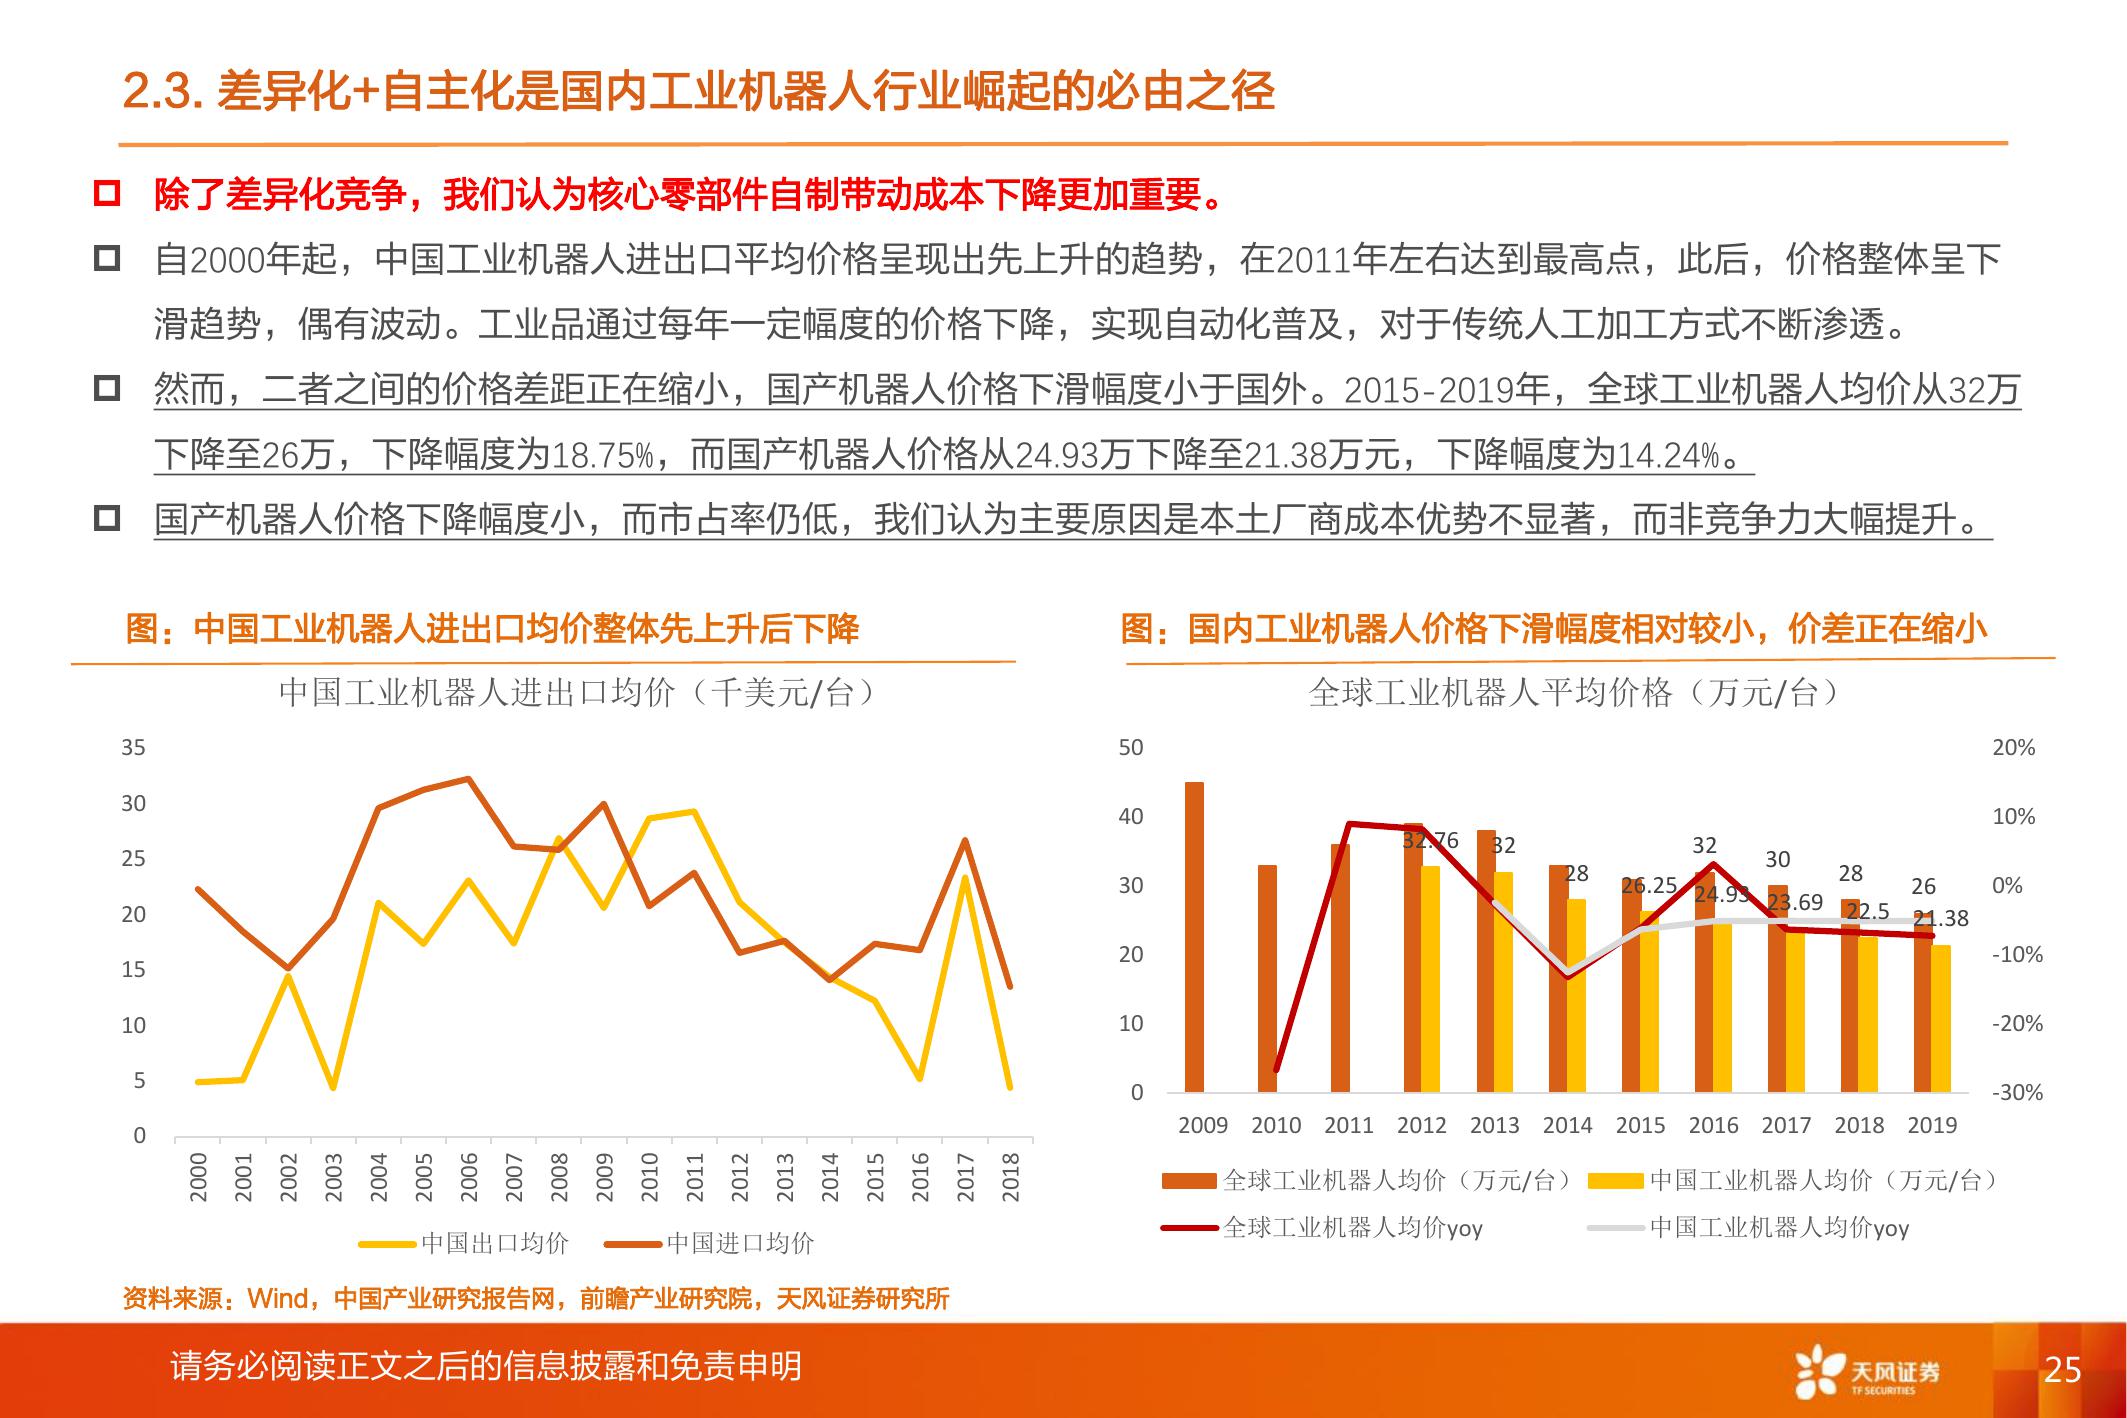 2.3. 差异化+自主化是国内工业机器人行业崛起的必由之径
除了差异化竞争，我们认为核心零部件自制带动成本下降更加重要。
自2000年起，中国工业机器人进出口平均价格呈现出先上升的趋势，在2011年左右达到最高点，此后，价格整体呈下
滑趋势，偶有波动。工业品通过每年一定幅度的价格下降，实现自动化普及，对于传统人工加工方式不断渗透。
然而，二者之间的价格差距正在缩小，国产机器人价格下滑幅度小于国外。2015-2019年，全球工业机器人均价从32万
下降至26万，下降幅度为18.75%，而国产机器人价格从24.93万下降至21.38万元，下降幅度为14.24%。
国产机器人价格下降幅度小，而市占率仍低，我们认为主要原因是本土厂商成本优势不显著，而非竞争力大幅提升。
图：中国工业机器人进出口均价整体先上升后下降
中国工业机器人进出口均价（千美元/台）
35
30
25
20
15
10
5
0
2000 2001 2002 2003 2004 2005 2006 2007 2008 2009 2010 2011 2012 2013 2014 2015 2016 2017 2018
中国出口均价 中国进口均价
图：国内工业机器人价格下滑幅度相对较小，价差正在缩小
全球工业机器人平均价格（万元/台）
50 20%
40 10%
32.76 32 28 26.25 32 24.93 30 23.69 28 22.5 26 21.38
30 0%
20 -10%
10 -20%
0 -30%
2009 2010 2011 2012 2013 2014 2015 2016 2017 2018 2019
全球工业机器人均价（万元/台） 中国工业机器人均价（万元/台）
全球工业机器人均价yoy 中国工业机器人均价yoy
资料来源：Wind，中国产业研究报告网，前瞻产业研究院，天风证券研究所
请务必阅读正文之后的信息披露和免责申明
天风证券
TF SECURITIES
25